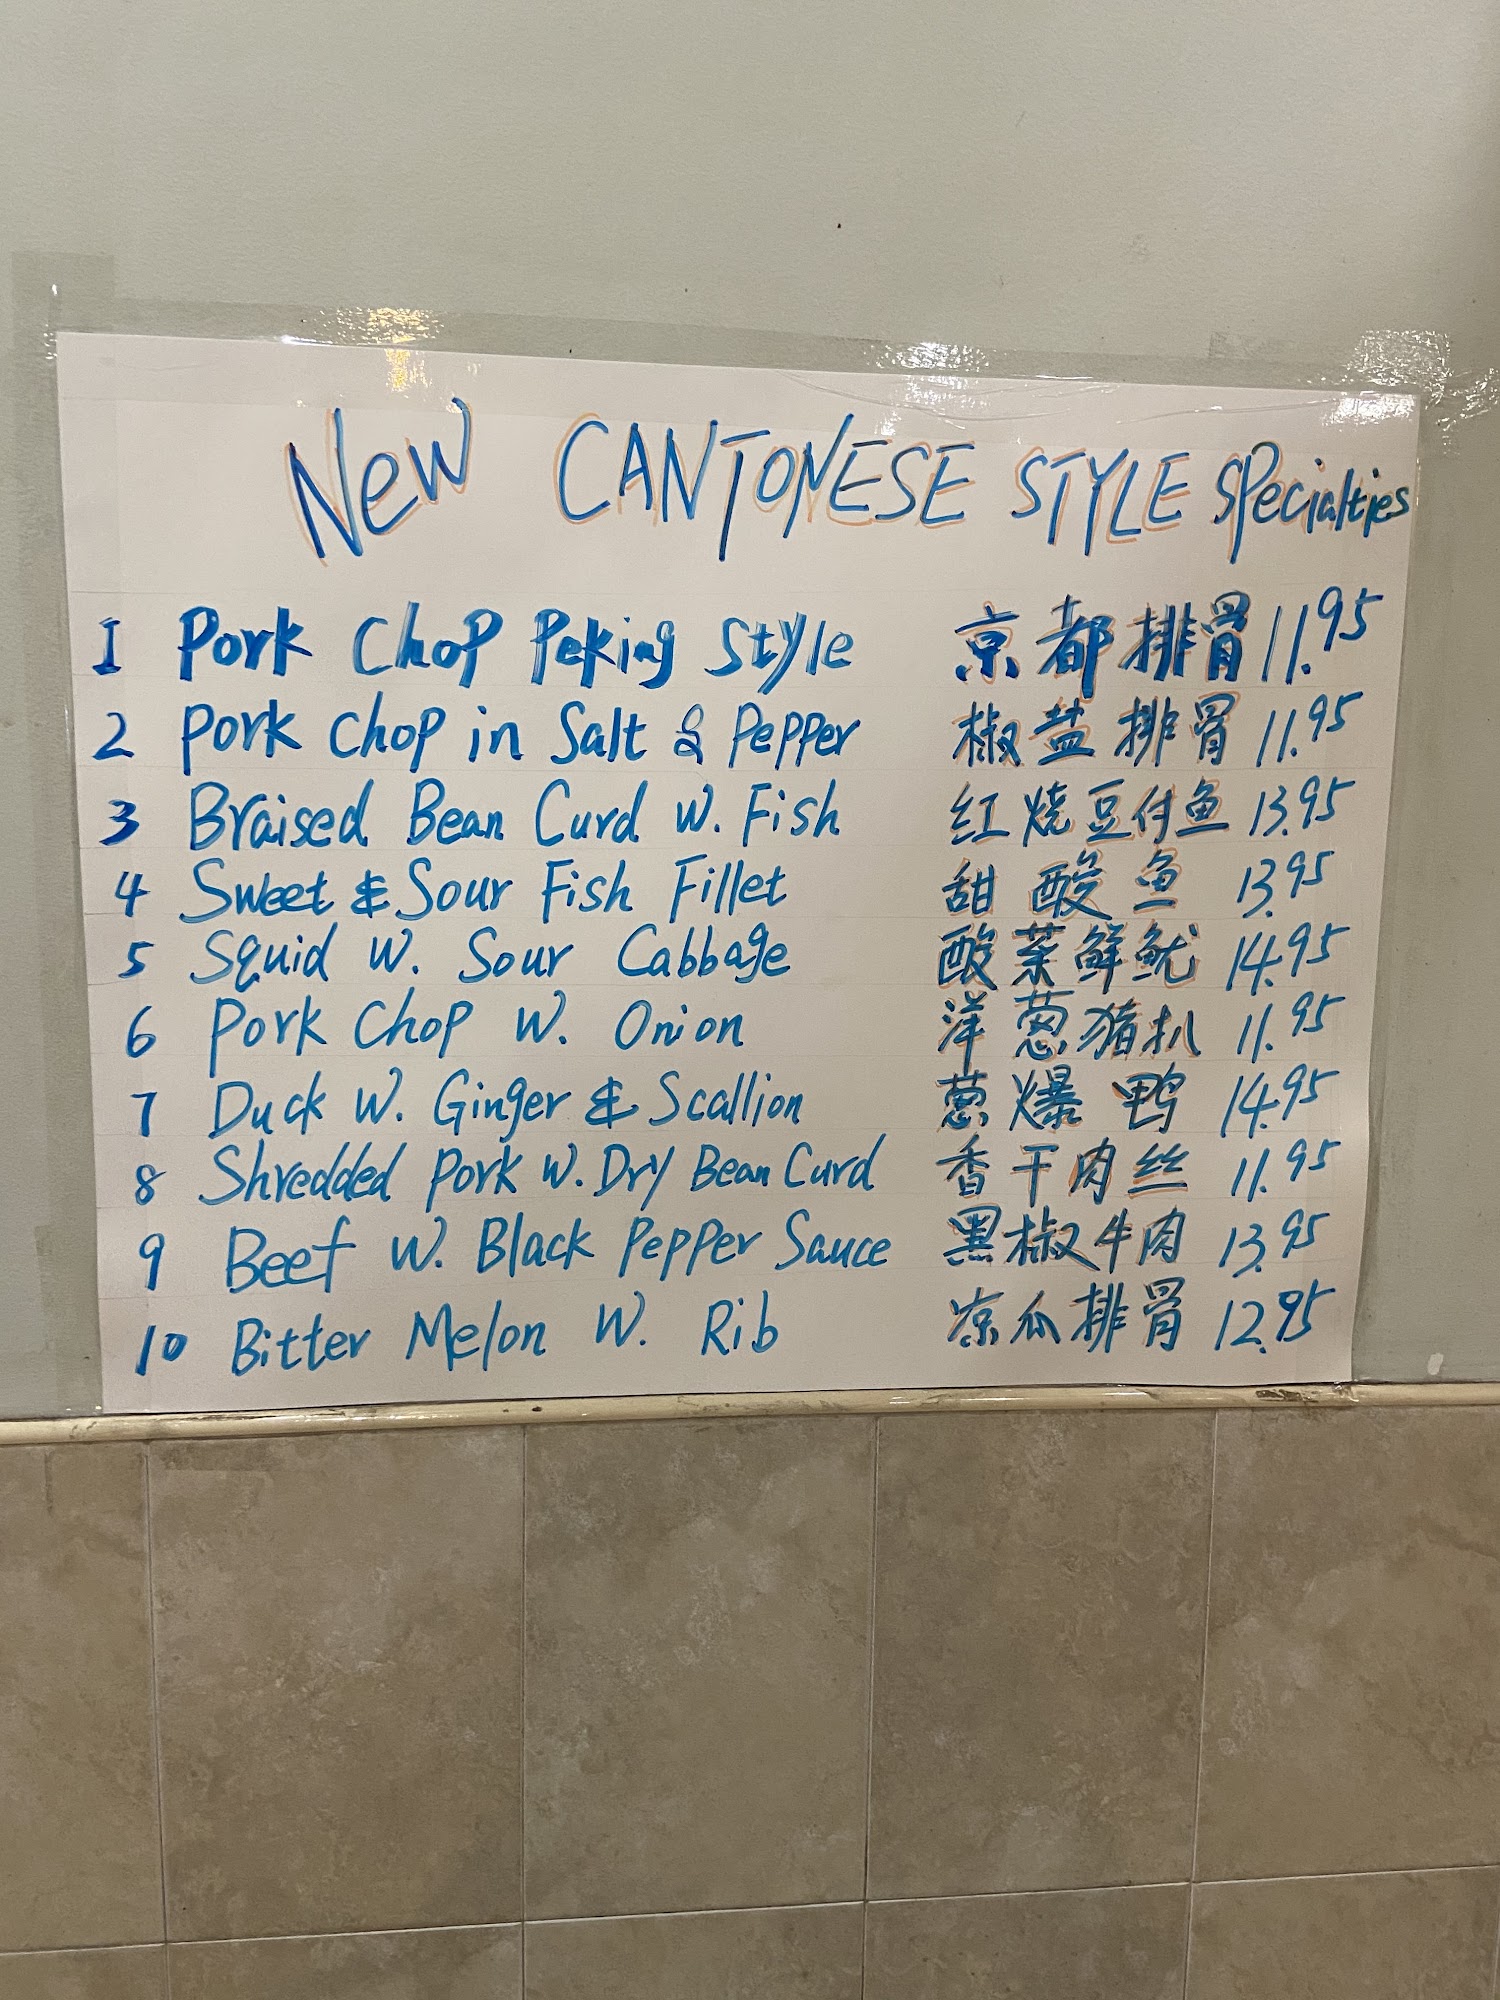 New CANTONESE STYLE Specialties
1 Pork Chop Peking Style 京都排骨 11.95
2 Pork Chop in Salt & Pepper 椒盐排骨 11.95
3 Braised Bean Curd W. Fish 红烧豆付鱼 13.95
4 Sweet & Sour Fish Fillet 甜酸鱼 13.95
5 Squid W. Sour Cabbage 酸菜鲜鱿 14.95
6 Pork Chop W. Onion 洋葱猪扒 11.95
7 Duck W. Ginger & Scallion 葱爆鸭 14.95
8 Shredded Pork W. Dry Bean Curd 香干肉丝 11.95
9 Beef W. Black Pepper Sauce 黑椒牛肉 13.95
10 Bitter Melon W. Rib 凉瓜排骨 12.95